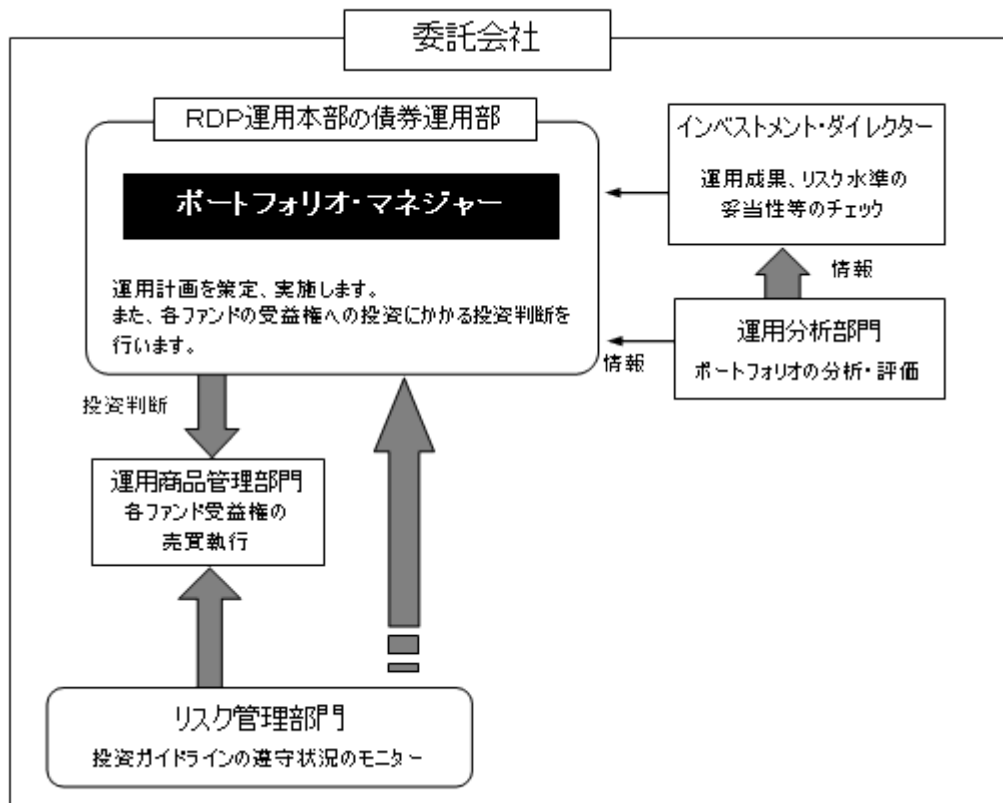 委託会社
RDP運用本部の債券運用部
ポートフォリオ・マネジャー
運用計画を策定、実施します。
また、各ファンドの受益権への投資にかかる投資判断を
行います。
インベストメント・ダイレクター
運用成果、リスク水準の
妥当性等のチェック
情報
運用分析部門
ポートフォリオの分析・評価
情報
投資判断
運用商品管理部門
各ファンド受益権の
売買執行
リスク管理部門
投資ガイドラインの遵守状況のモニター